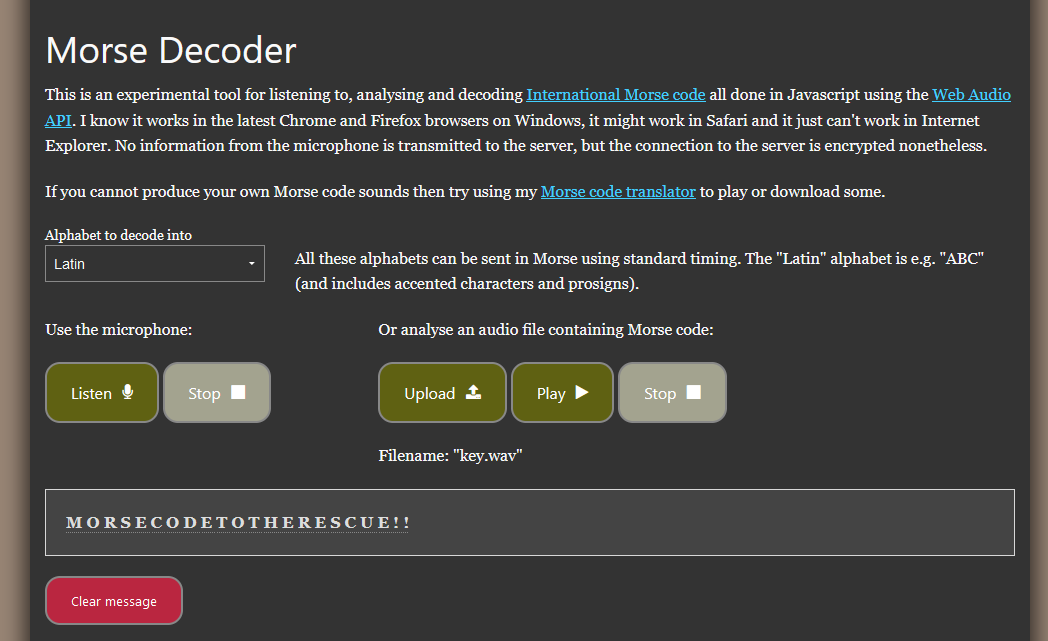 Morse Decoder
This is an experimental tool for listening to, analysing and decoding International Morse code all done in Javascript using the Web Audio
API. I know it works in the latest Chrome and Firefox browsers on Windows, it might work in Safari and it just can't work in Internet
Explorer. No information from the microphone is transmitted to the server, but the connection to the server is encrypted nonetheless.
If you cannot produce your own Morse code sounds then try using my Morse code translator to play or download some.
Alphabet to decode into
Latin
All these alphabets can be sent in Morse using standard timing. The "Latin" alphabet is e.g. "ABC"
(and includes accented characters and prosigns).
Use the microphone:
Or analyse an audio file containing Morse code:
Listen Stop Upload Play Stop
Filename: "key.wav"
M O R S E C O D E T O T H E R E S C U E ! !
Clear message